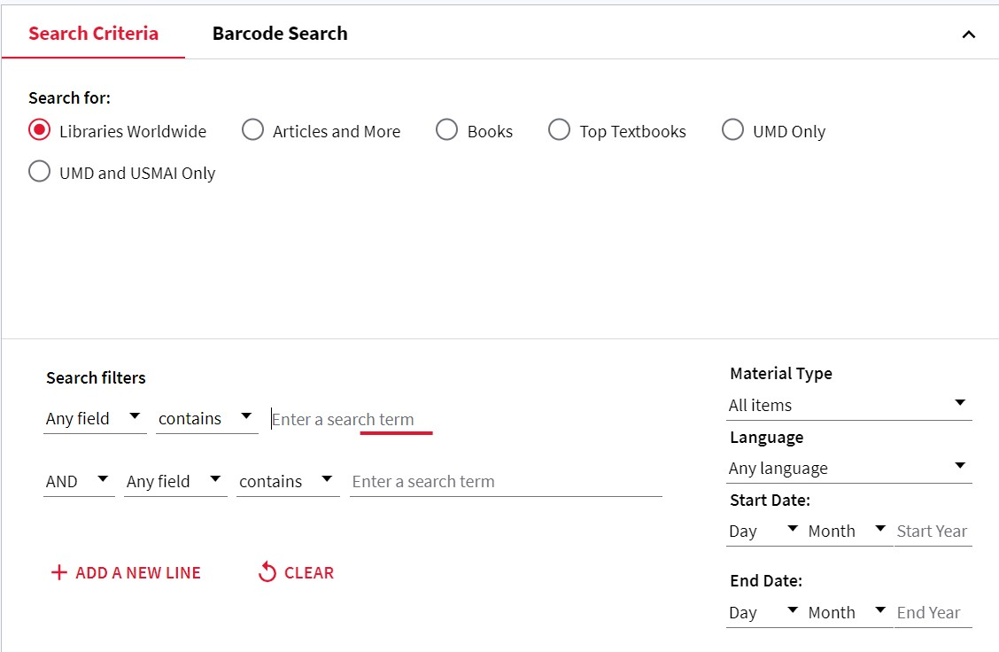 Search Criteria Barcode Search
Search for:
Libraries Worldwide Articles and More Books Top Textbooks UMD Only
UMD and USMAI Only
Search filters
Any field contains Enter a search term
AND Any field contains Enter a search term
+ ADD A NEW LINE CLEAR
Material Type
All items
Language
Any language
Start Date:
Day Month Start Year
End Date:
Day Month End Year